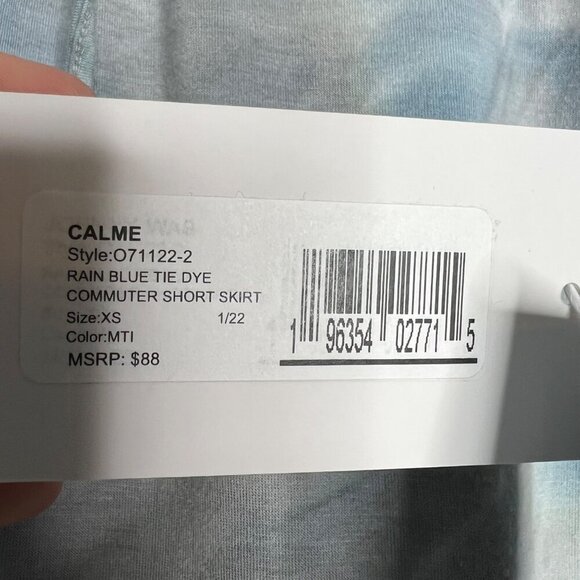 CALME
Style:O71122-2
RAIN BLUE TIE DYE
COMMUTER SHORT SKIRT
Size:XS 1/22
Color:MTI
MSRP: $88
1 96354 02771 5